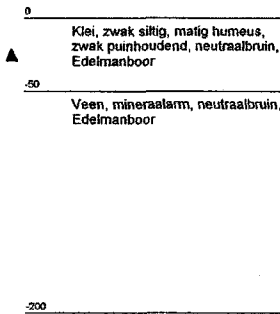 0
Klei, zwak siltig, matig humeus,
zwak puinhoudend, neutraalbruin,
Edelmanboor
-50
Veen, mineraalarm, neutraalbruin,
Edelmanboor
-200